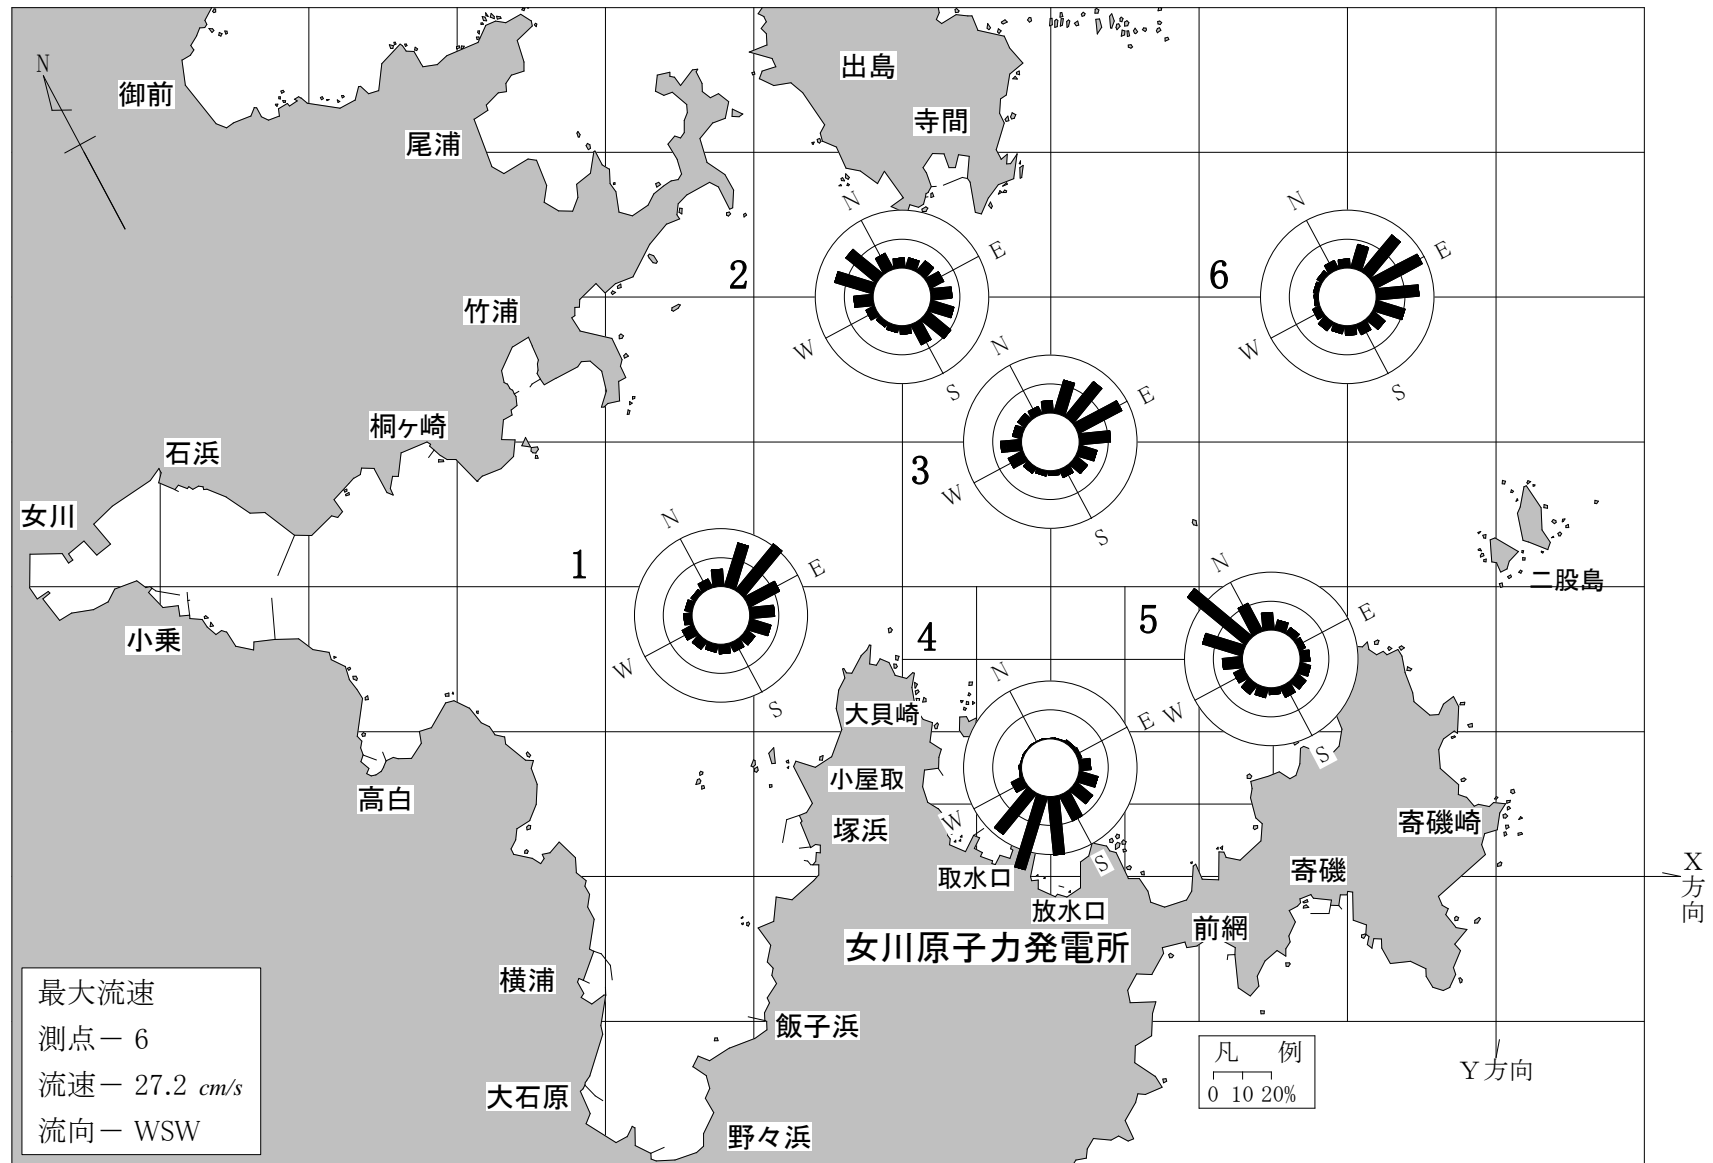 N
御前
尾浦
出島
寺間
竹浦
桐ヶ崎
石浜
女川
小乗
高白
横浦
大石原
野々浜
飯子浜
塚浜
小屋取
大貝崎
取水口
放水口
女川原子力発電所
前網
寄磯
寄磯崎
二股島
1
N
E
S
W
2
N
E
S
W
3
N
E
S
W
4
N
E
S
W
5
N
E
S
W
6
N
E
S
W
X方向
Y方向
最大流速
測点－ 6
流速－ 27.2 cm/s
流向－ WSW
凡 例
0 10 20%